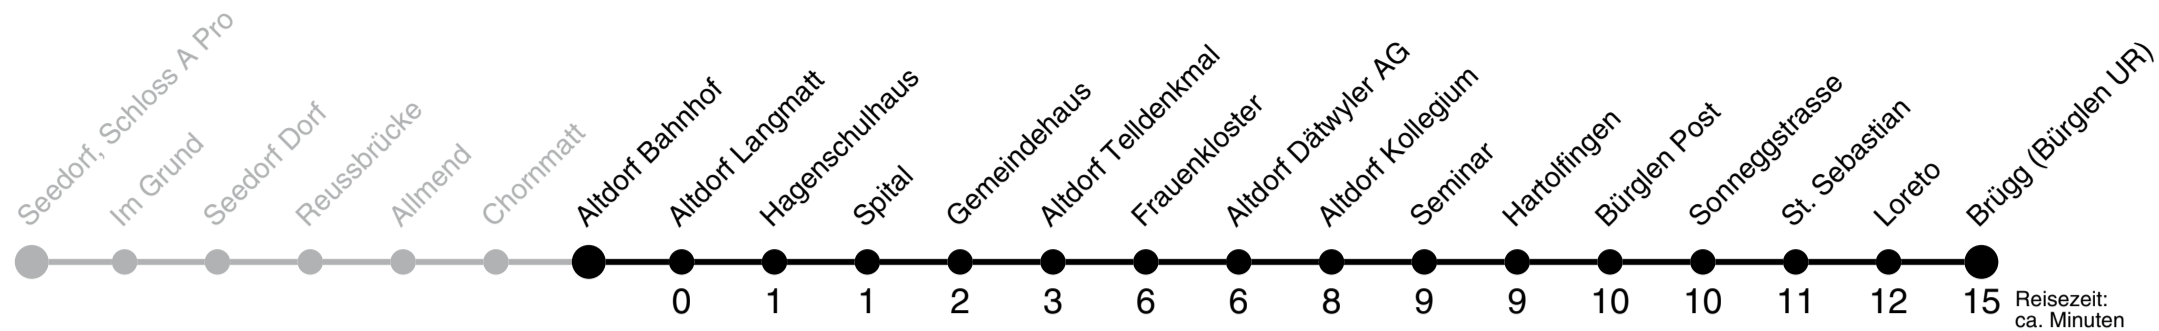 Seedorf, Schloss A Pro
Im Grund
Seedorf Dorf
Reussbrücke
Allmend
Chornmatt
Altdorf Bahnhof
Altdorf Langmatt
Hagenschulhaus
Spital
Gemeindehaus
Altdorf Telldenkmal
Frauenkloster
Altdorf Dätwyler AG
Altdorf Kollegium
Seminar
Hartolfingen
Bürglen Post
Sonneggstrasse
St. Sebastian
Loreto
Brügg (Bürglen UR)
0 1 1 2 3 6 6 8 9 9 10 10 11 12 15
Reisezeit:
ca. Minuten